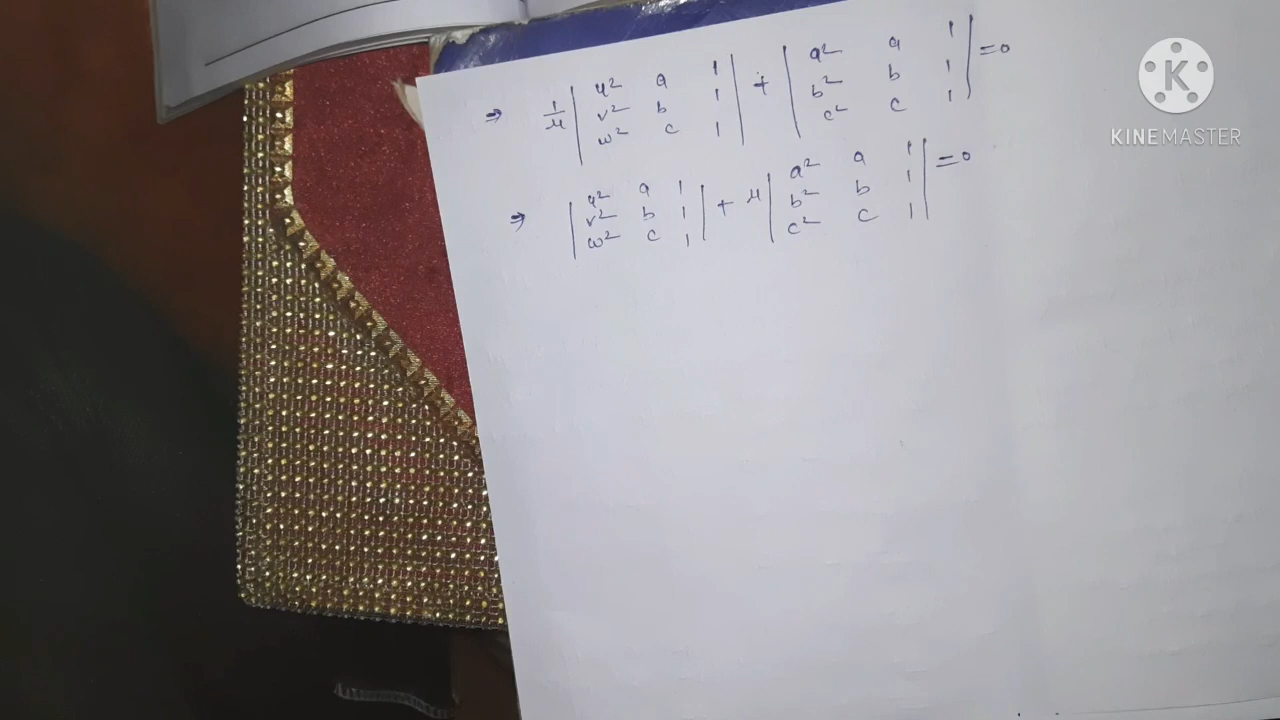 ⇒ 1/μ | u² a 1 | + | a² a 1 | = 0
| v² b 1 | | b² b 1 |
| w² c 1 | | c² c 1 |
⇒ | u² a 1 | + μ | a² a 1 | = 0
| v² b 1 | | b² b 1 |
| w² c 1 | | c² c 1 |
K
KINEMASTER